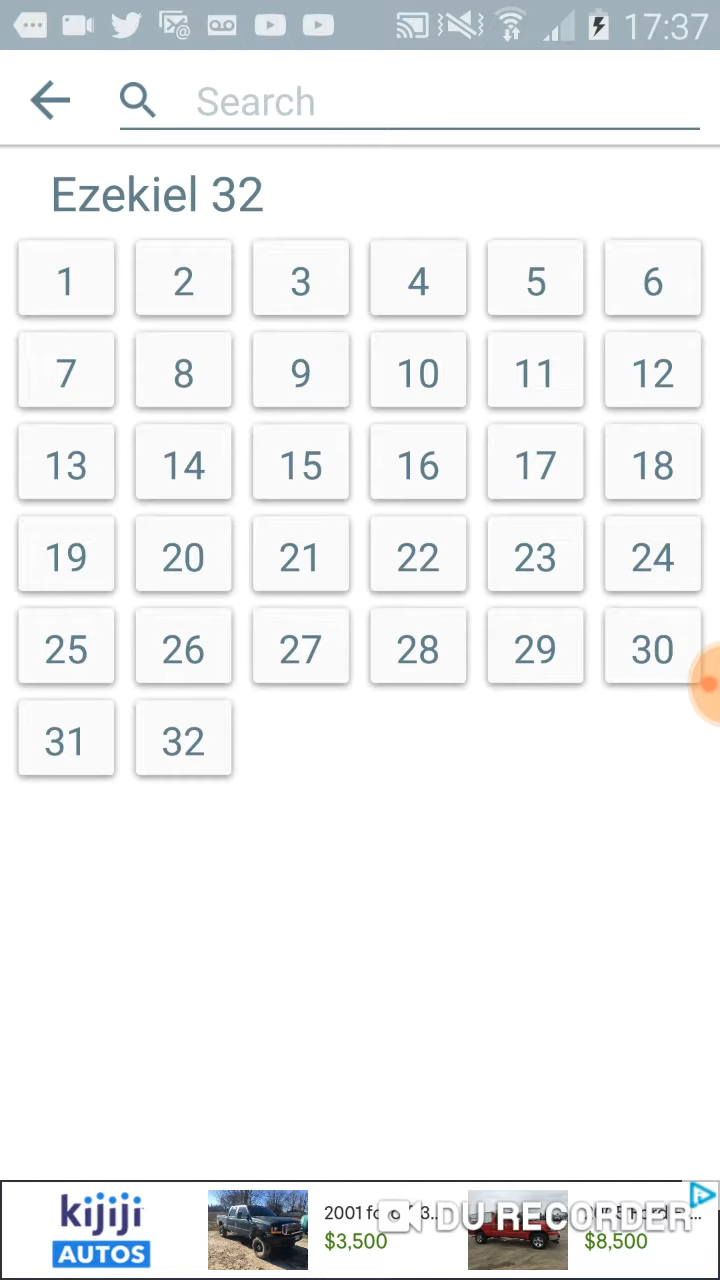 17:37
Search
Ezekiel 32
1 2 3 4 5 6
7 8 9 10 11 12
13 14 15 16 17 18
19 20 21 22 23 24
25 26 27 28 29 30
31 32
kijiji
AUTOS
2001
$3,500
$8,500
DU RECORDER